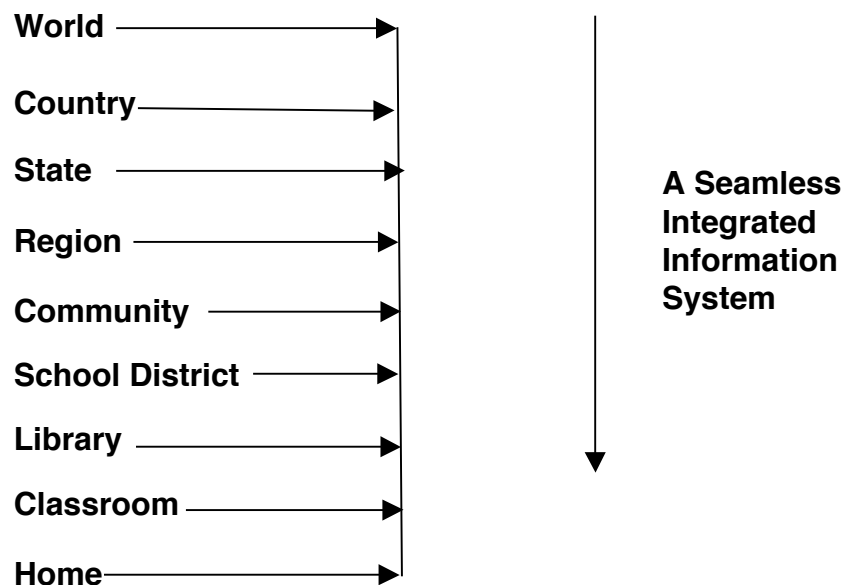 World
Country
State
Region
Community
School District
Library
Classroom
Home
A Seamless
Integrated
Information
System